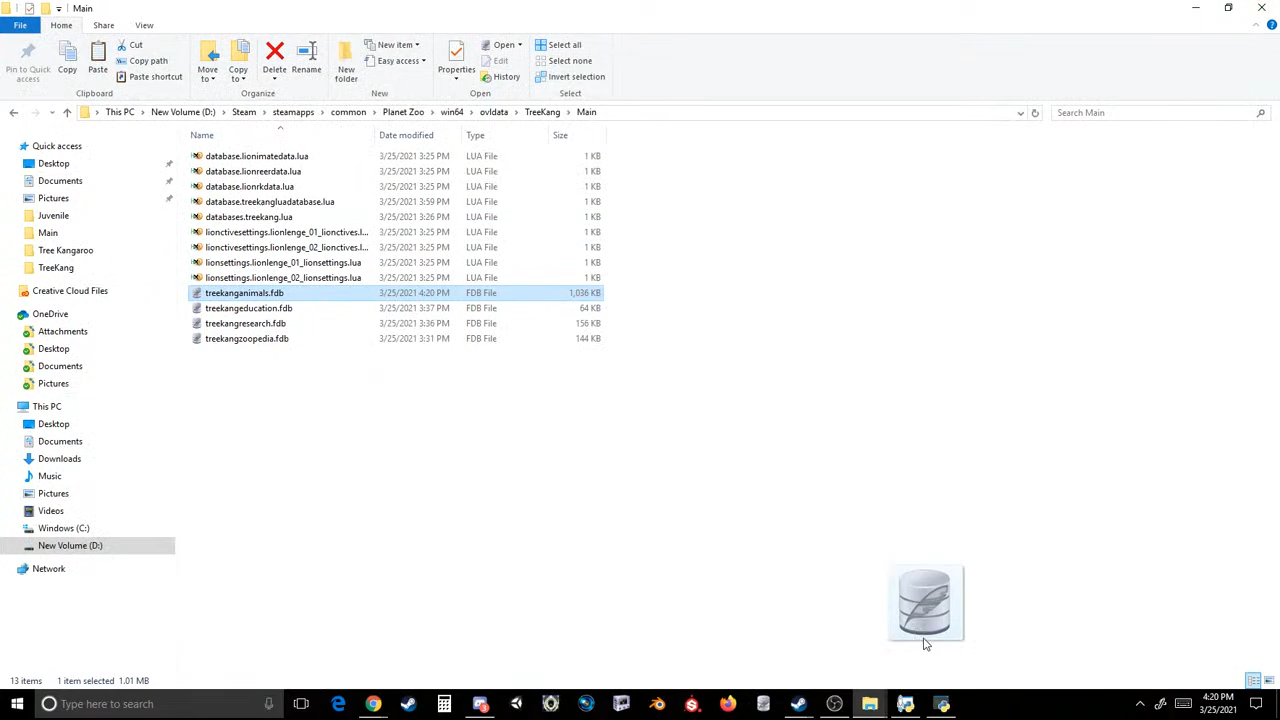 Main
File Home Share View
Pin to Quick access
Copy
Paste
Cut
Copy path
Paste shortcut
Clipboard
Move to
Copy to
Delete
Rename
Organize
New folder
New item
Easy access
New
Properties
Open
Edit
History
Open
Select all
Select none
Invert selection
Select
This PC New Volume (D:) Steam steamapps common Planet Zoo win64 ovldata TreeKang Main
Search Main
Quick access
Desktop
Documents
Pictures
Juvenile
Main
Tree Kangaroo
TreeKang
Creative Cloud Files
OneDrive
Attachments
Desktop
Documents
Pictures
This PC
Desktop
Documents
Downloads
Music
Pictures
Videos
Windows (C:)
New Volume (D:)
Network
Name Date modified Type Size
database.lionimatedata.lua 3/25/2021 3:25 PM LUA File 1 KB
database.lionreerdata.lua 3/25/2021 3:25 PM LUA File 1 KB
database.lionrkdata.lua 3/25/2021 3:25 PM LUA File 1 KB
database.treekangluadatabase.lua 3/25/2021 3:59 PM LUA File 1 KB
databases.treekang.lua 3/25/2021 3:26 PM LUA File 1 KB
lionctivesettings.lionlenge_01_lionctives.l... 3/25/2021 3:25 PM LUA File 1 KB
lionctivesettings.lionlenge_02_lionctives.l... 3/25/2021 3:25 PM LUA File 1 KB
lionsettings.lionlenge_01_lionsettings.lua 3/25/2021 3:25 PM LUA File 1 KB
lionsettings.lionlenge_02_lionsettings.lua 3/25/2021 3:25 PM LUA File 1 KB
treekanganimals.fdb 3/25/2021 4:20 PM FDB File 1,036 KB
treekangeducation.fdb 3/25/2021 3:37 PM FDB File 64 KB
treekangresearch.fdb 3/25/2021 3:36 PM FDB File 156 KB
treekangzoopedia.fdb 3/25/2021 3:31 PM FDB File 144 KB
13 items 1 item selected 1.01 MB
Type here to search
4:20 PM
3/25/2021